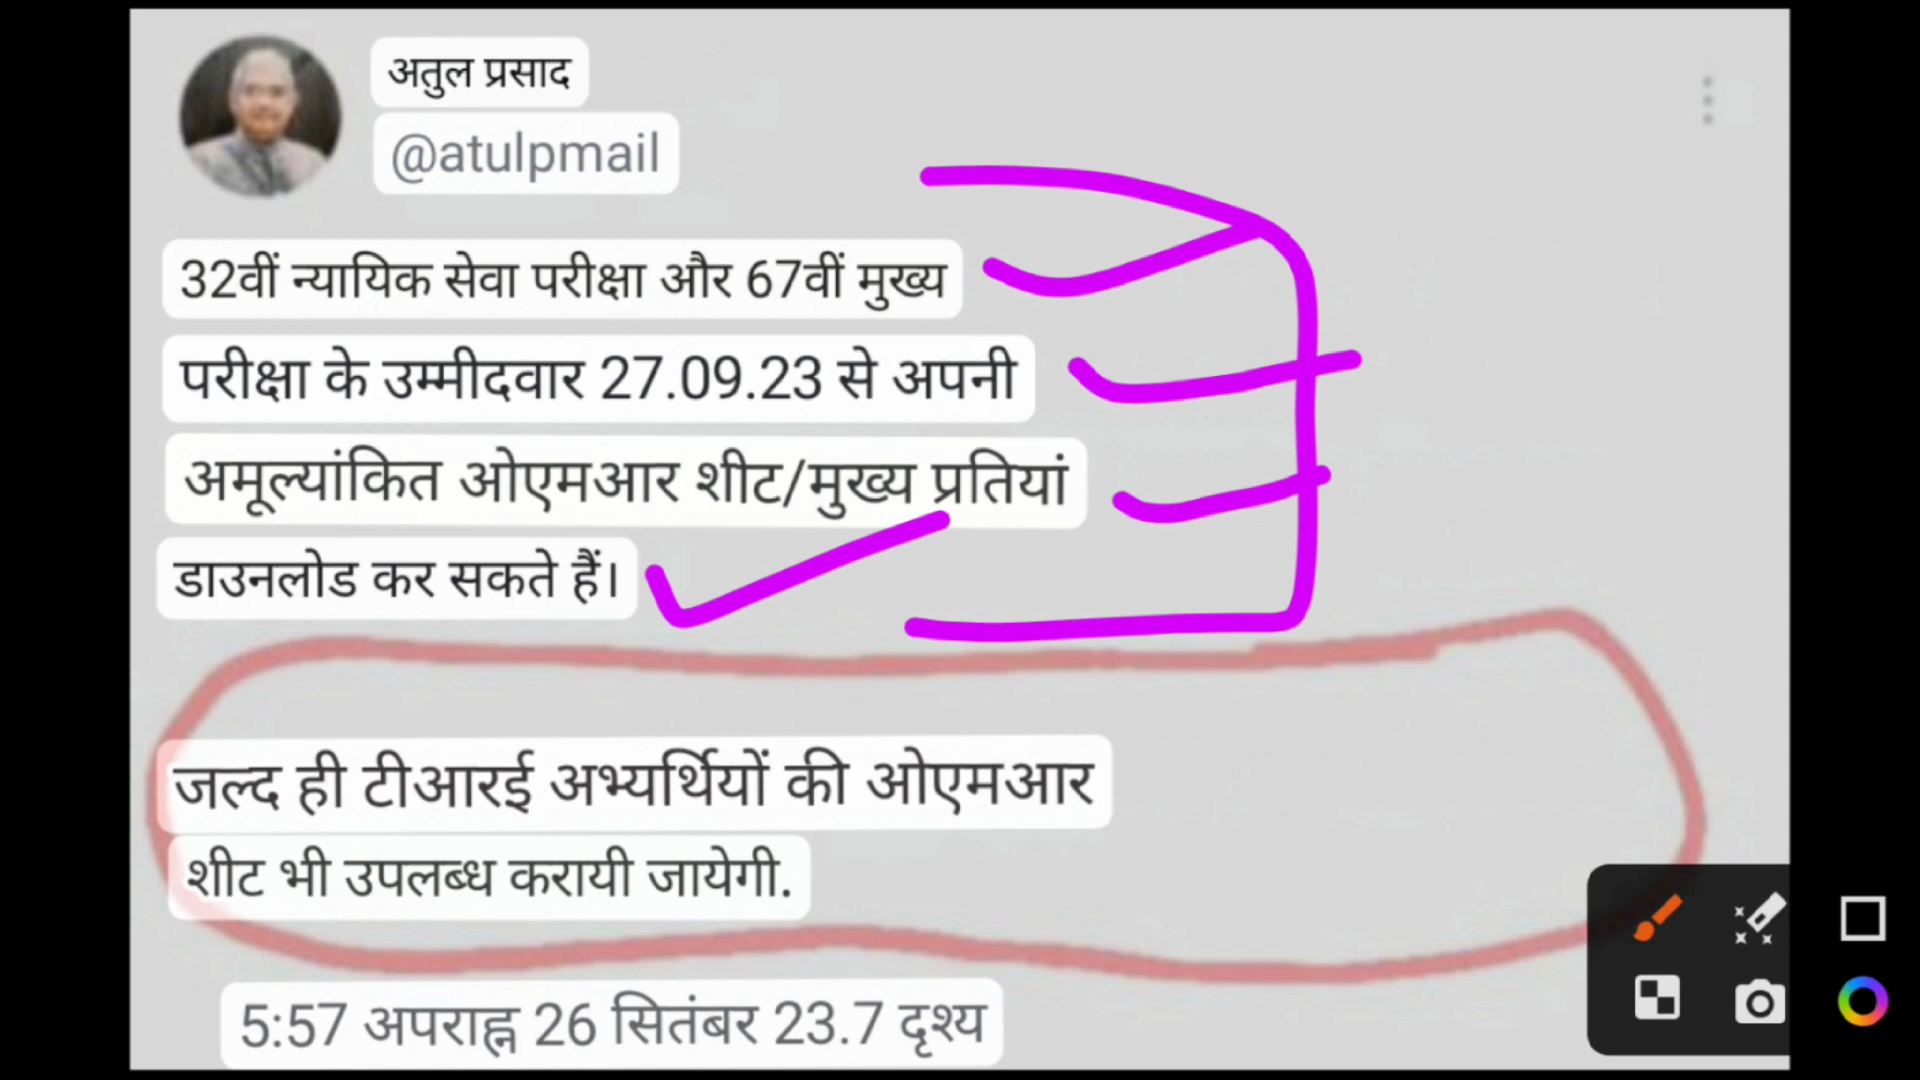 अतुल प्रसाद
@atulpmail
32वीं न्यायिक सेवा परीक्षा और 67वीं मुख्य
परीक्षा के उम्मीदवार 27.09.23 से अपनी
अमूल्यांकित ओएमआर शीट/मुख्य प्रतियां
डाउनलोड कर सकते हैं।
जल्द ही टीआरई अभ्यर्थियों की ओएमआर
शीट भी उपलब्ध करायी जायेगी.
5:57 अपराह्न 26 सितंबर 23.7 दृश्य